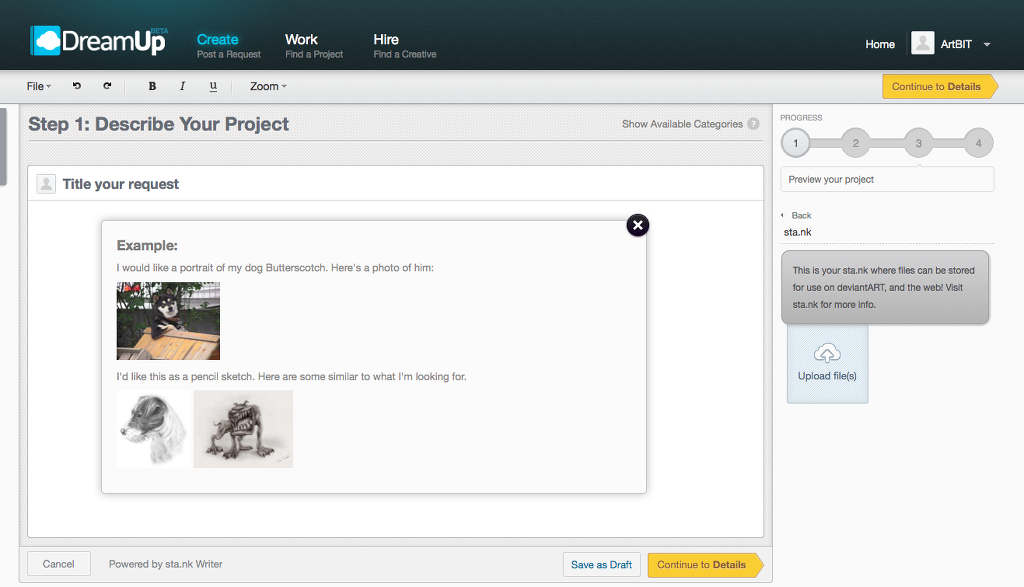 DreamUp BETA
Create
Post a Request
Work
Find a Project
Hire
Find a Creative
Home
ArtBIT
File
B
I
u
Zoom
Continue to Details
Step 1: Describe Your Project
Show Available Categories ?
Title your request
Example:
I would like a portrait of my dog Butterscotch. Here's a photo of him:
I'd like this as a pencil sketch. Here are some similar to what I'm looking for.
Cancel
Powered by sta.nk Writer
Save as Draft
Continue to Details
PROGRESS
1
2
3
4
Preview your project
Back
sta.nk
This is your sta.nk where files can be stored
for use on deviantART, and the web! Visit
sta.nk for more info.
Upload file(s)